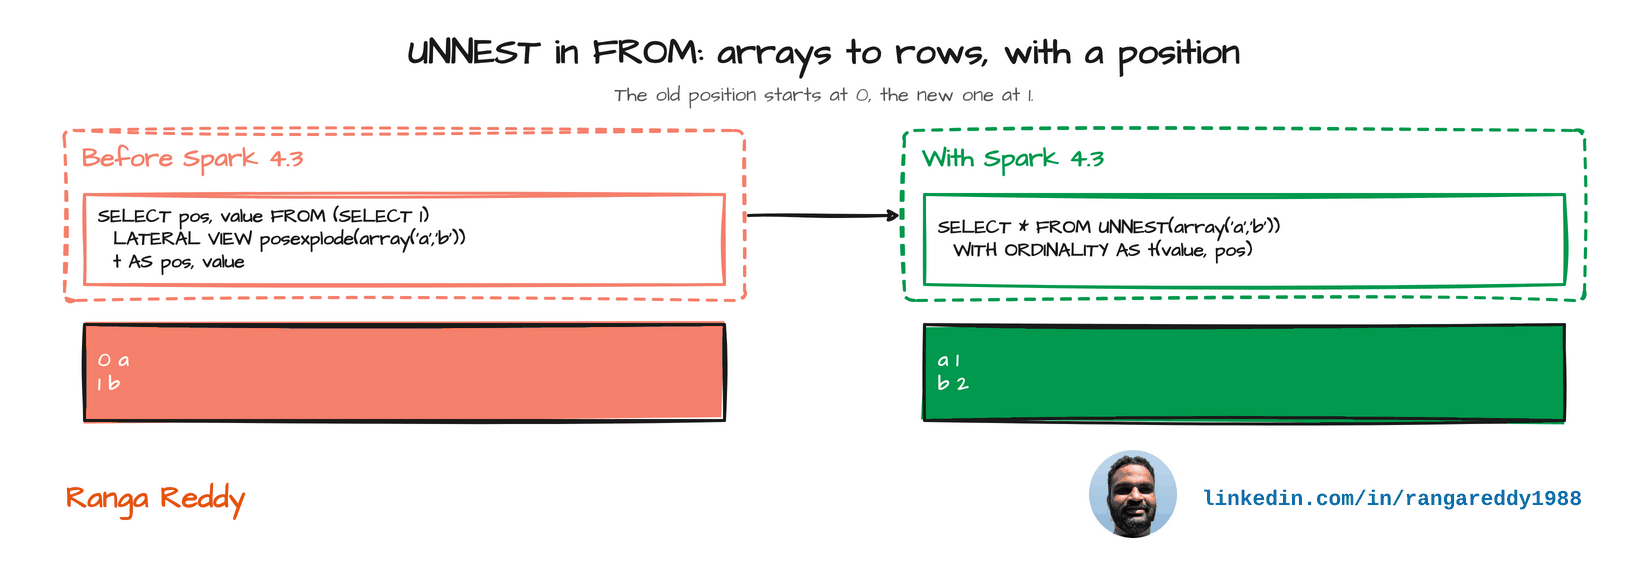 UNNEST in FROM: arrays to rows, with a position
The old position starts at 0, the new one at 1.
Before Spark 4.3
SELECT pos, value FROM (SELECT 1)
LATERAL VIEW posexplode(array('a','b'))
t AS pos, value
0 a
1 b
With Spark 4.3
SELECT * FROM UNNEST(array('a','b'))
WITH ORDINALITY AS t(value, pos)
a 1
b 2
Ranga Reddy
linkedin.com/in/rangareddy1988